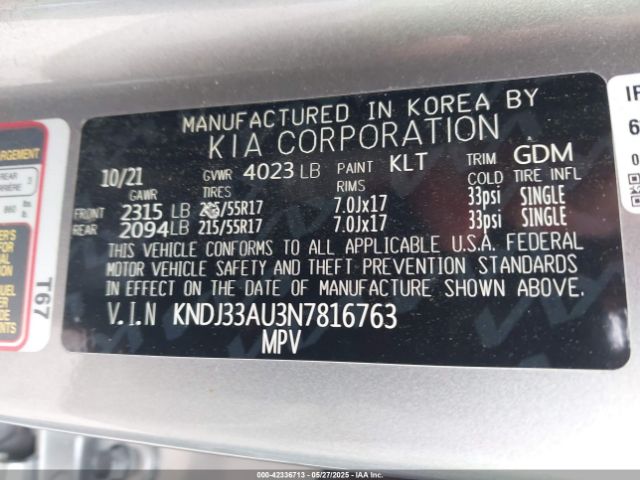 MANUFACTURED IN KOREA BY
KIA CORPORATION
10/21 GVWR 4023 LB PAINT KLT TRIM GDM
GAWR TIRES RIMS COLD TIRE INFL
FRONT 2315 LB 215/55R17 7.0Jx17 33psi SINGLE
REAR 2094 LB 215/55R17 7.0Jx17 33psi SINGLE
THIS VEHICLE CONFORMS TO ALL APPLICABLE U.S.A. FEDERAL
MOTOR VEHICLE SAFETY AND THEFT PREVENTION STANDARDS
IN EFFECT ON THE DATE OF MANUFACTURE SHOWN ABOVE.
V.I.N KNDJ33AU3N7816763
MPV
T67
000-42336713 - 05/27/2025 - IAAI.COM